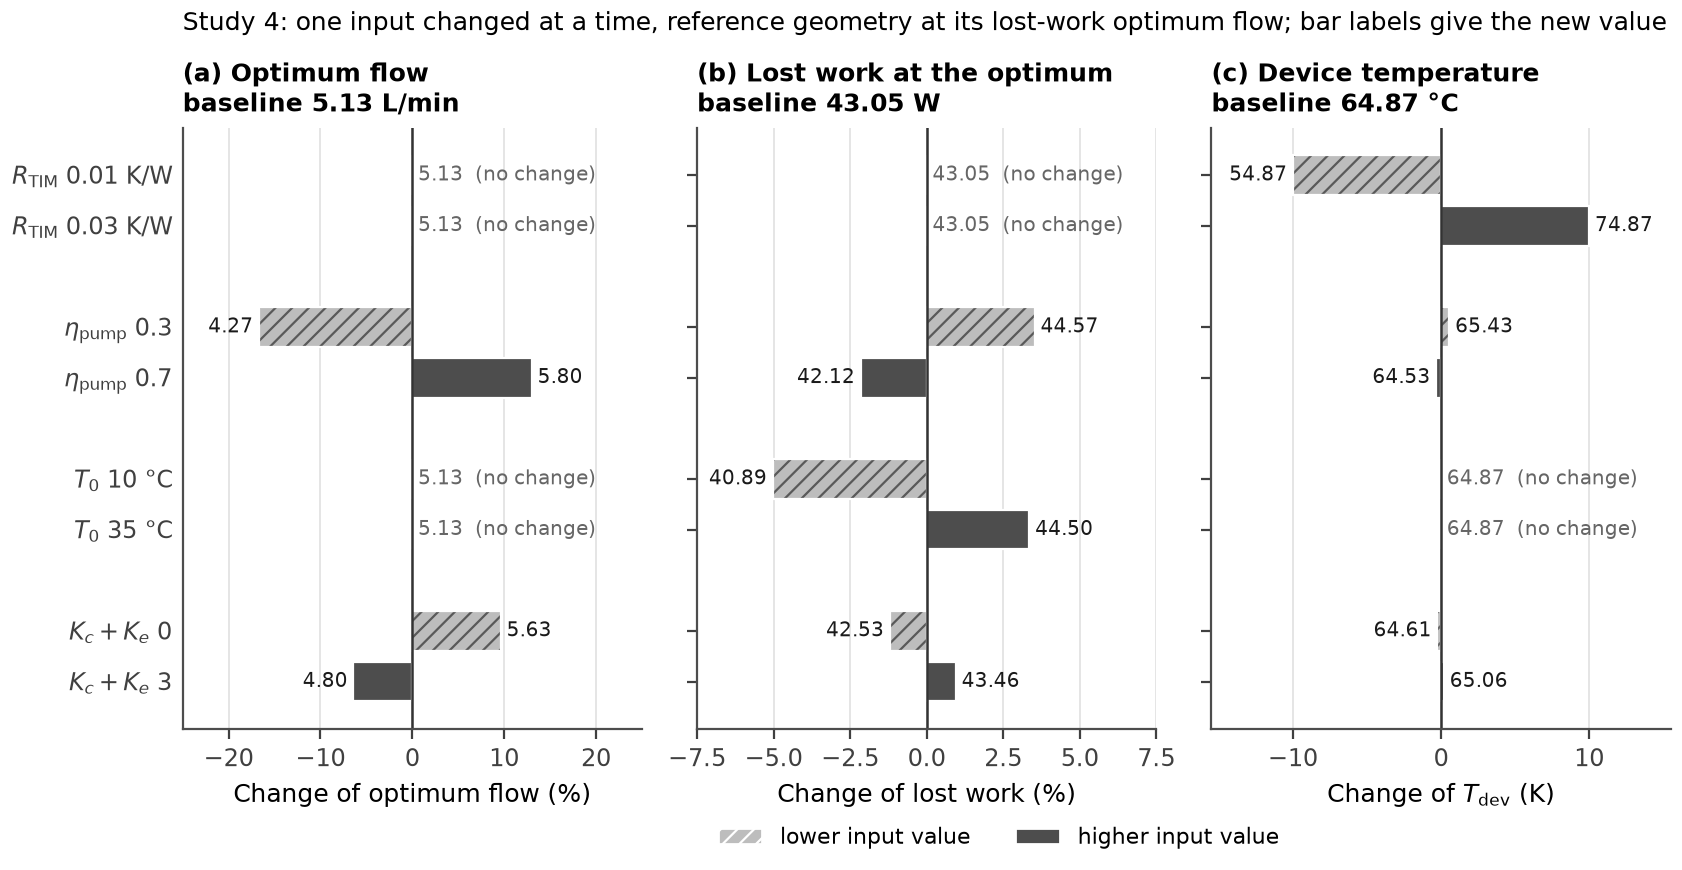 Study 4: one input changed at a time, reference geometry at its lost-work optimum flow; bar labels give the new value
(a) Optimum flow
baseline 5.13 L/min
(b) Lost work at the optimum
baseline 43.05 W
(c) Device temperature
baseline 64.87 °C
R_TIM 0.01 K/W
5.13 (no change)
43.05 (no change)
54.87
R_TIM 0.03 K/W
5.13 (no change)
43.05 (no change)
74.87
η_pump 0.3
4.27
44.57
65.43
η_pump 0.7
5.80
42.12
64.53
T_0 10 °C
5.13 (no change)
40.89
64.87 (no change)
T_0 35 °C
5.13 (no change)
44.50
64.87 (no change)
K_c + K_e 0
5.63
42.53
64.61
K_c + K_e 3
4.80
43.46
65.06
−20 −10 0 10 20
−7.5 −5.0 −2.5 0.0 2.5 5.0 7.5
−10 0 10
Change of optimum flow (%)
Change of lost work (%)
Change of T_dev (K)
lower input value
higher input value